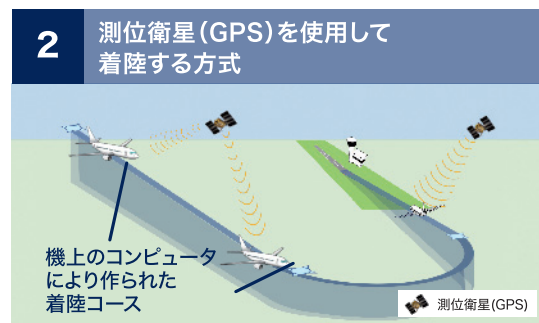 2
測位衛星(GPS)を使用して
着陸する方式
機上のコンピュータ
により作られた
着陸コース
測位衛星(GPS)